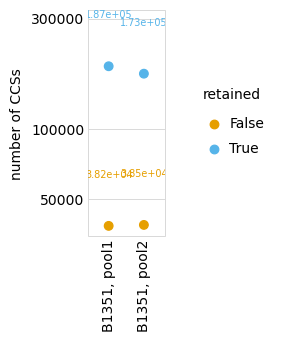 300000
1.87e+05
1.73e+05
number of CCSs
100000
3.82e+04
3.85e+04
50000
B1351, pool1
B1351, pool2
retained
False
True